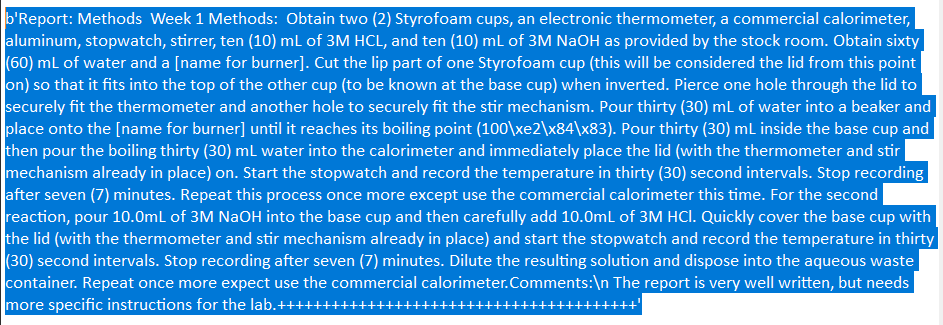 b'Report: Methods  Week 1 Methods:  Obtain two (2) Styrofoam cups, an electronic thermometer, a commercial calorimeter,
aluminum, stopwatch, stirrer, ten (10) mL of 3M HCL, and ten (10) mL of 3M NaOH as provided by the stock room. Obtain sixty
(60) mL of water and a [name for burner]. Cut the lip part of one Styrofoam cup (this will be considered the lid from this point
on) so that it fits into the top of the other cup (to be known at the base cup) when inverted. Pierce one hole through the lid to
securely fit the thermometer and another hole to securely fit the stir mechanism. Pour thirty (30) mL of water into a beaker and
place onto the [name for burner] until it reaches its boiling point (100\xe2\x84\x83). Pour thirty (30) mL inside the base cup and
then pour the boiling thirty (30) mL water into the calorimeter and immediately place the lid (with the thermometer and stir
mechanism already in place) on. Start the stopwatch and record the temperature in thirty (30) second intervals. Stop recording
after seven (7) minutes. Repeat this process once more except use the commercial calorimeter this time. For the second
reaction, pour 10.0mL of 3M NaOH into the base cup and then carefully add 10.0mL of 3M HCl. Quickly cover the base cup with
the lid (with the thermometer and stir mechanism already in place) and start the stopwatch and record the temperature in thirty
(30) second intervals. Stop recording after seven (7) minutes. Dilute the resulting solution and dispose into the aqueous waste
container. Repeat once more expect use the commercial calorimeter.Comments:\n The report is very well written, but needs
more specific instructions for the lab.++++++++++++++++++++++++++++++++++++++++'